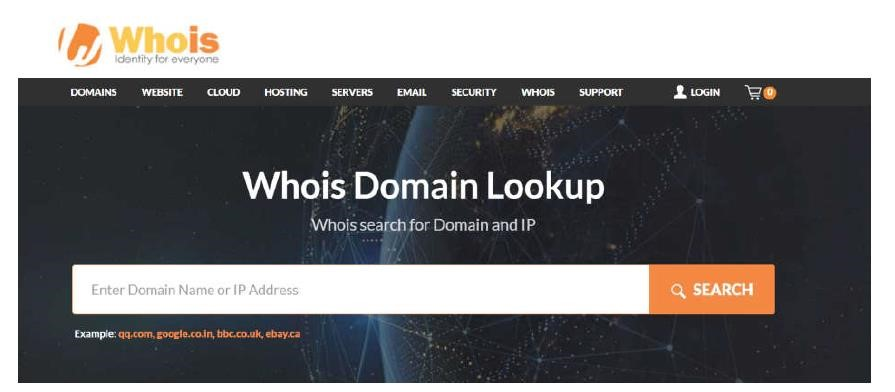 Whois
identity for everyone
DOMAINS WEBSITE CLOUD HOSTING SERVERS EMAIL SECURITY WHOIS SUPPORT LOGIN 0
Whois Domain Lookup
Whois search for Domain and IP
Enter Domain Name or IP Address SEARCH
Example: qq.com, google.co.in, bbc.co.uk, ebay.ca